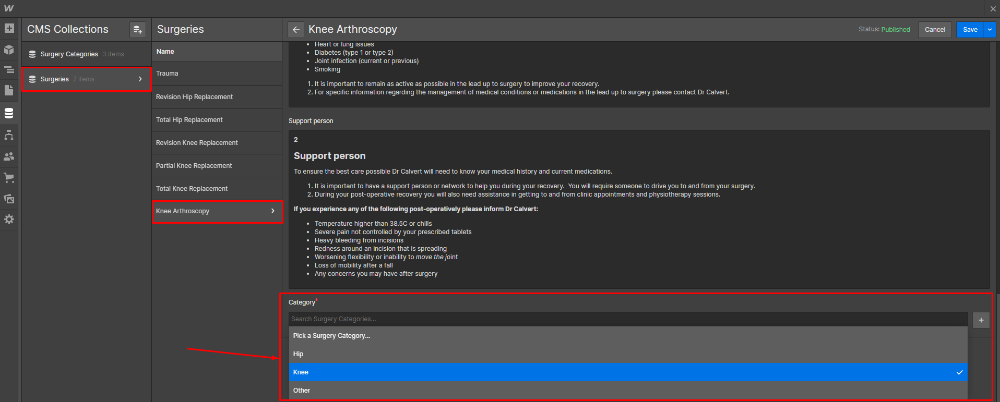 W
CMS Collections
Surgeries
Knee Arthroscopy
Status: Published
Cancel
Save
Surgery Categories 3 items
Surgeries 7 items
Name
Trauma
Revision Hip Replacement
Total Hip Replacement
Revision Knee Replacement
Partial Knee Replacement
Total Knee Replacement
Knee Arthroscopy
• Heart or lung issues
• Diabetes (type 1 or type 2)
• Joint infection (current or previous)
• Smoking
1. It is important to remain as active as possible in the lead up to surgery to improve your recovery.
2. For specific information regarding the management of medical conditions or medications in the lead up to surgery please contact Dr Calvert.
Support person
2
Support person
To ensure the best care possible Dr Calvert will need to know your medical history and current medications.
1. It is important to have a support person or network to help you during your recovery.  You will require someone to drive you to and from your surgery.
2. During your post-operative recovery you will also need assistance in getting to and from clinic appointments and physiotherapy sessions.
If you experience any of the following post-operatively please inform Dr Calvert:
• Temperature higher than 38.5C or chills
• Severe pain not controlled by your prescribed tablets
• Heavy bleeding from incisions
• Redness around an incision that is spreading
• Worsening flexibility or inability to move the joint
• Loss of mobility after a fall
• Any concerns you may have after surgery
Category*
Search Surgery Categories...
Pick a Surgery Category...
Hip
Knee
Other